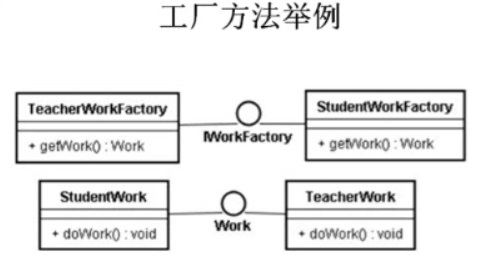 工厂方法举例
TeacherWorkFactory
+ getWork() : Work
IWorkFactory
StudentWorkFactory
+ getWork() : Work
StudentWork
+ doWork() : void
Work
TeacherWork
+ doWork() : void